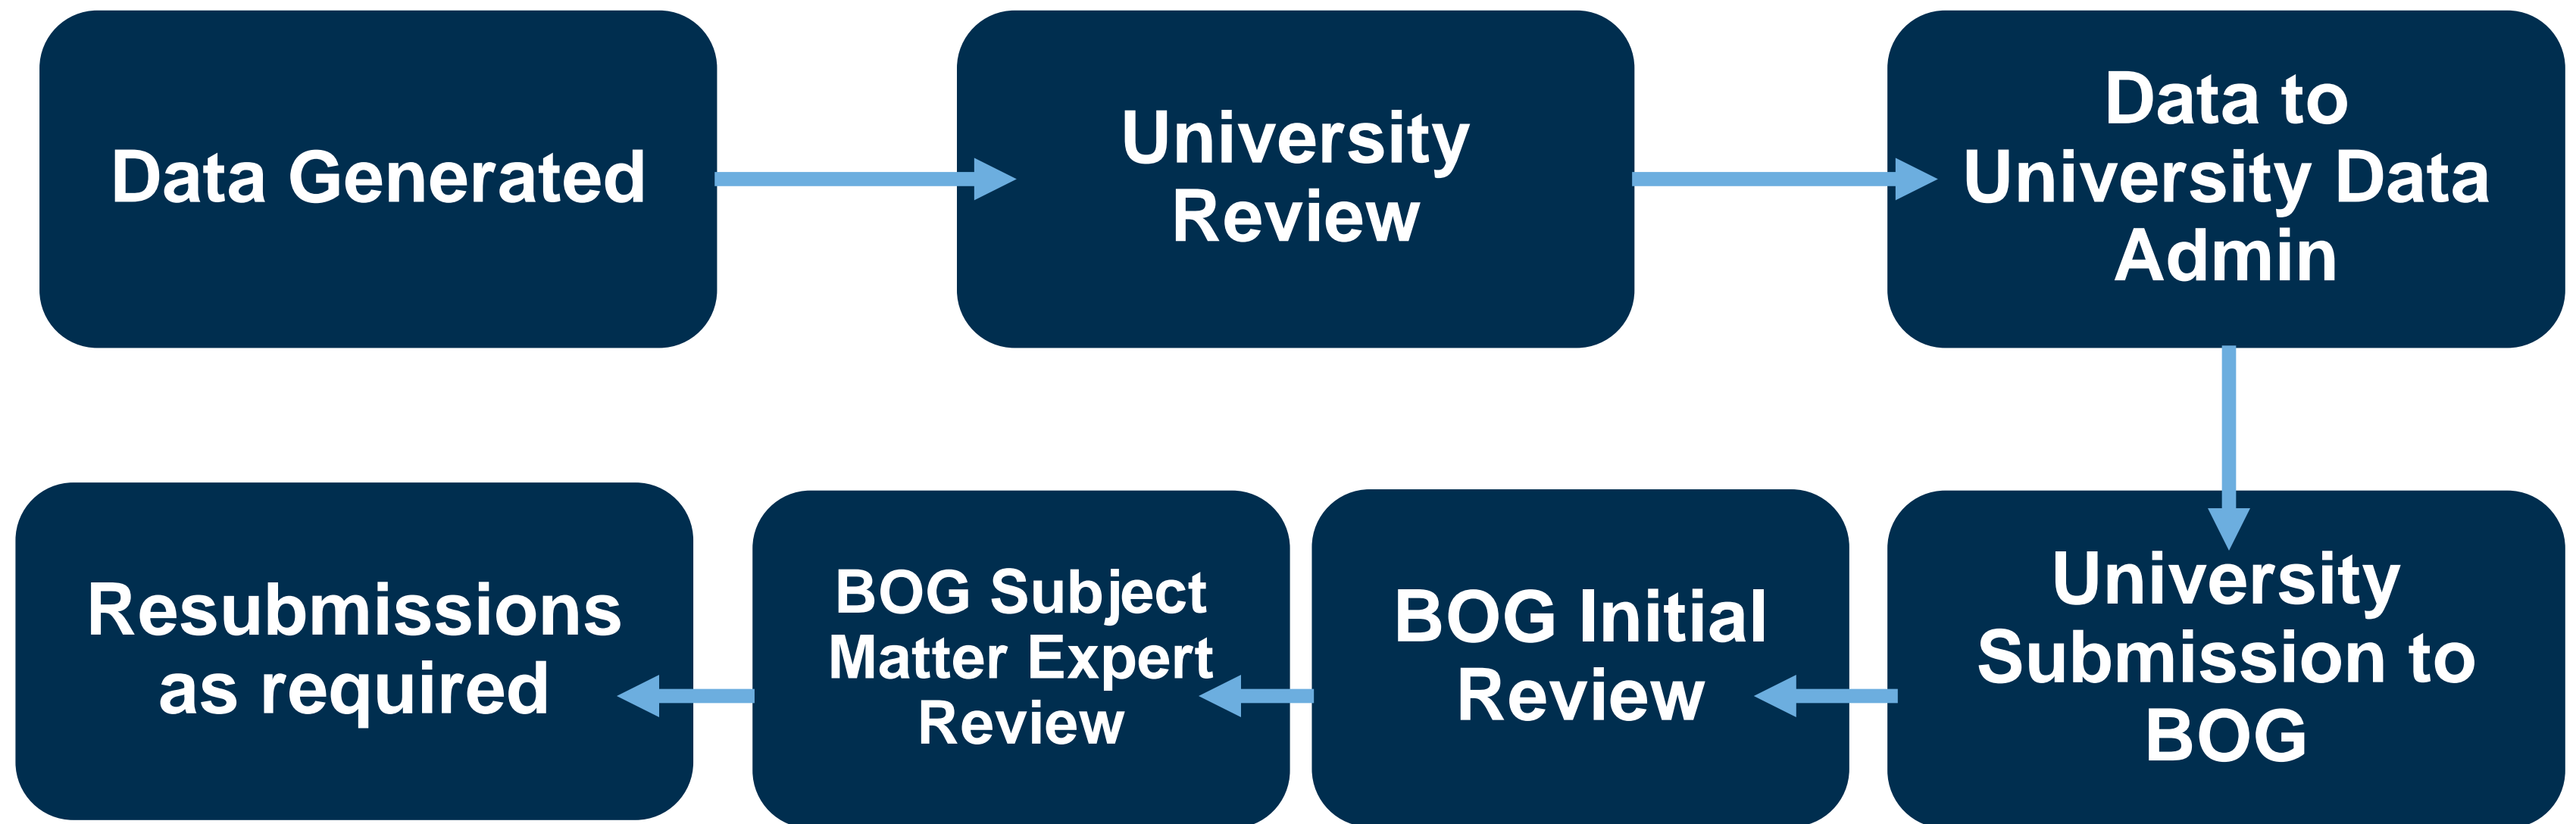 Data Generated
University
Review
Data to
University Data
Admin
University
Submission to
BOG
BOG Initial
Review
BOG Subject
Matter Expert
Review
Resubmissions
as required